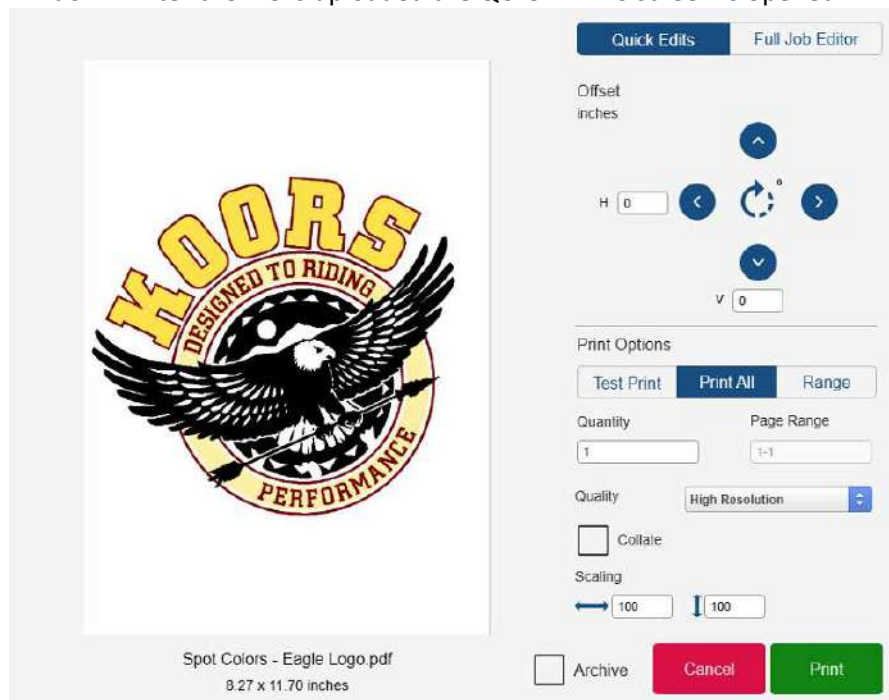 Quick Edits Full Job Editor
Offset
inches
H 0
V 0
KOORS
DESIGNED TO RIDING
PERFORMANCE
Print Options
Test Print Print All Range
Quantity Page Range
1 1-1
Quality High Resolution
Collate
Scaling
100 100
Spot Colors - Eagle Logo.pdf
8.27 x 11.70 inches
Archive Cancel Print